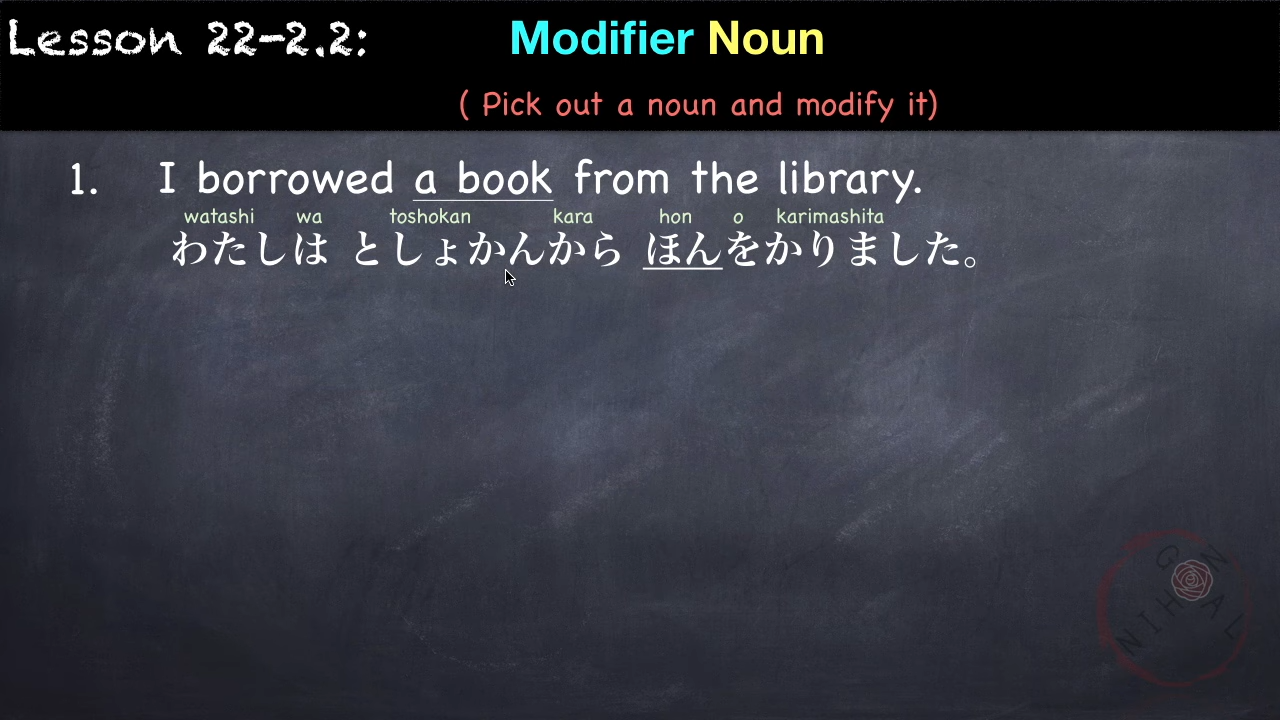 Lesson 22-2.2:
Modifier Noun
( Pick out a noun and modify it)
1. I borrowed a book from the library.
watashi wa toshokan kara hon o karimashita
わたしは としょかんから ほんをかりました。
NIHONGOAL